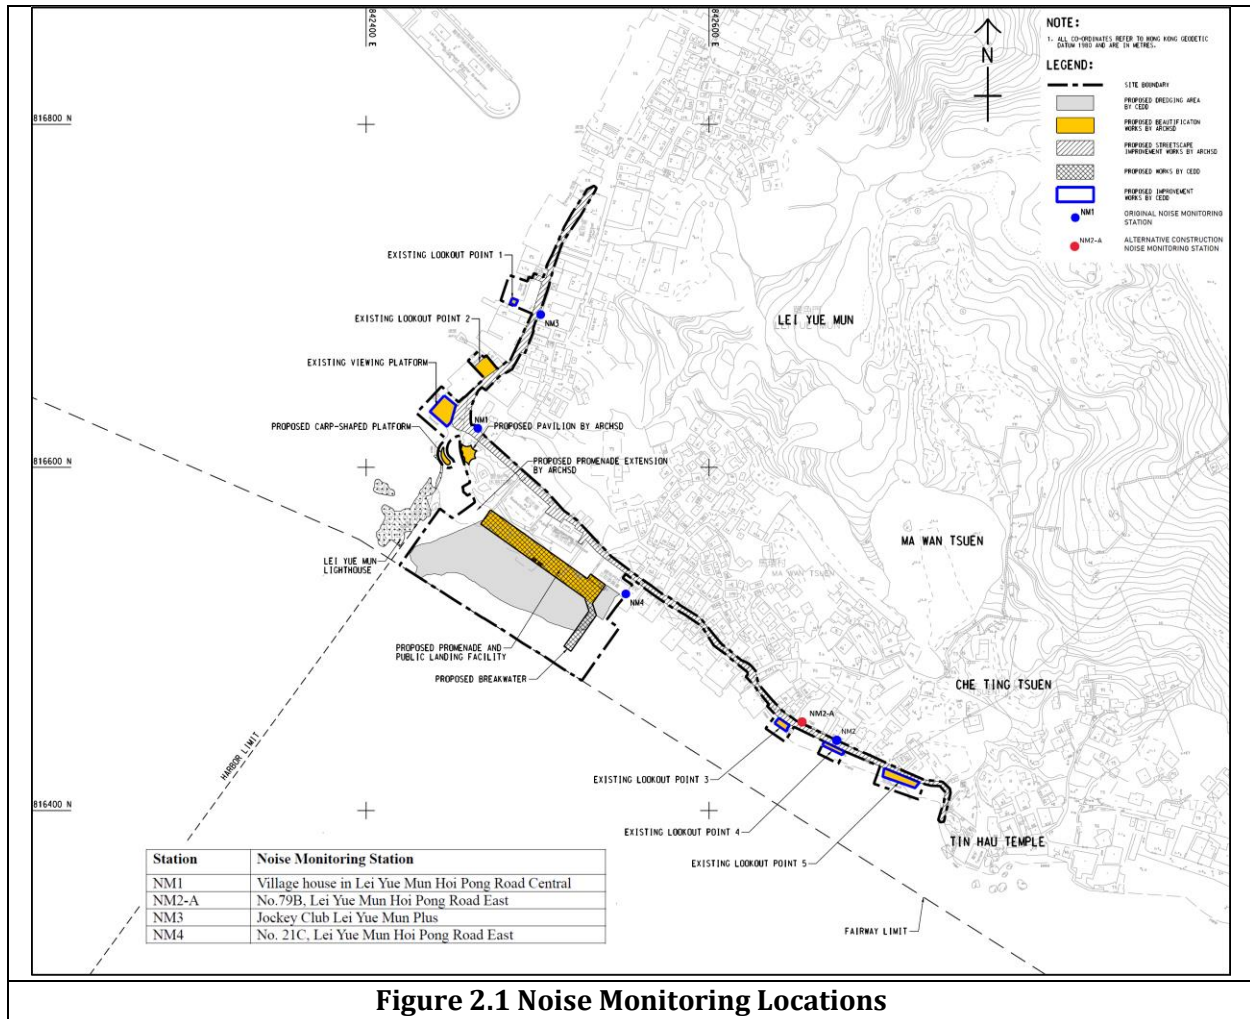 842400 E
842600 E
816800 N
816600 N
816400 N
N
NOTE:
1. ALL CO-ORDINATES REFER TO HONG KONG GEODETIC
DATUM 1980 AND ARE IN METRES.
LEGEND:
SITE BOUNDARY
PROPOSED DREDGING AREA
BY CEDD
PROPOSED BEAUTIFICATON
WORKS BY ARCHSD
PROPOSED STREETSCAPE
IMPROVEMENT WORKS BY ARCHSD
PROPOSED WORKS BY CEDD
PROPOSED IMPROVEMENT
WORKS BY CEDD
NM1
ORIGINAL NOISE MONITORING
STATION
NM2-A
ALTERNATIVE CONSTRUCTION
NOISE MONITORING STATION
EXISTING LOOKOUT POINT 1
NM3
LEI YUE MUN
EXISTING LOOKOUT POINT 2
EXISTING VIEWING PLATFORM
PROPOSED CARP-SHAPED PLATFORM
NM1
PROPOSED PAVILION BY ARCHSD
PROPOSED PROMENADE EXTENSION
BY ARCHSD
LEI YUE MUN
LIGHTHOUSE
MA WAN TSUEN
MA WAN TSUEN
NM4
PROPOSED PROMENADE AND
PUBLIC LANDING FACILITY
PROPOSED BREAKWATER
CHE TING TSUEN
NM2-A
NM2
HARBOR LIMIT
EXISTING LOOKOUT POINT 3
EXISTING LOOKOUT POINT 4
EXISTING LOOKOUT POINT 5
TIN HAU TEMPLE
FAIRWAY LIMIT
Station Noise Monitoring Station
NM1 Village house in Lei Yue Mun Hoi Pong Road Central
NM2-A No.79B, Lei Yue Mun Hoi Pong Road East
NM3 Jockey Club Lei Yue Mun Plus
NM4 No. 21C, Lei Yue Mun Hoi Pong Road East
Figure 2.1 Noise Monitoring Locations